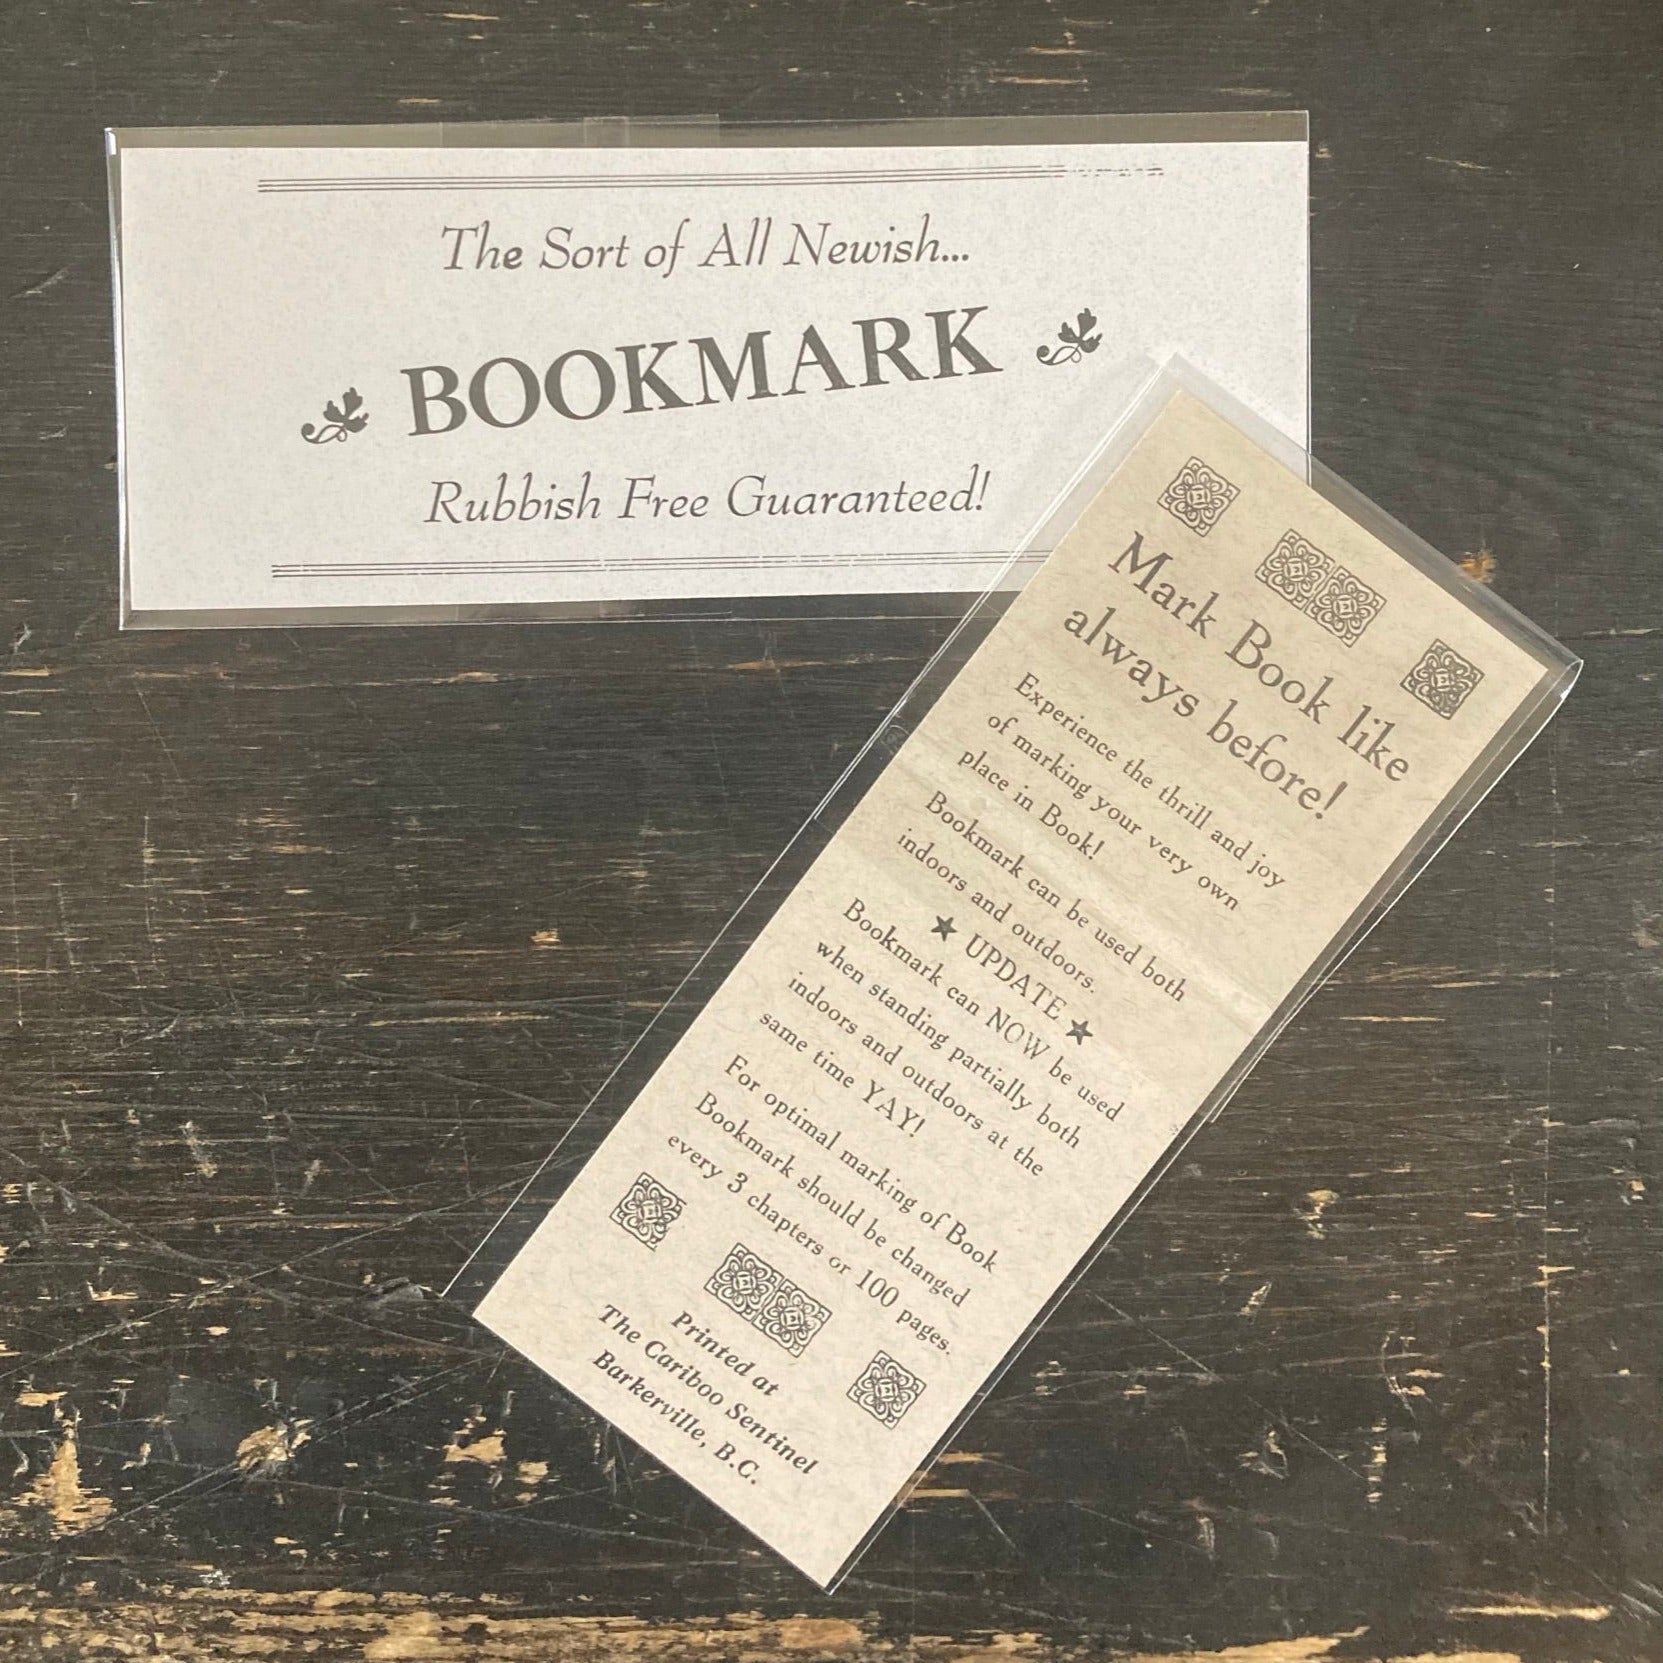 The Sort of All Newish...
BOOKMARK
Rubbish Free Guaranteed!
Mark Book like
always before!
Experience the thrill and joy
of marking your very own
place in Book!
Bookmark can be used both
indoors and outdoors.
★ UPDATE ★
Bookmark can NOW be used
when standing partially both
indoors and outdoors at the
same time YAY!
For optimal marking of Book
Bookmark should be changed
every 3 chapters or 100 pages.
Printed at
The Cariboo Sentinel
Barkerville, B.C.